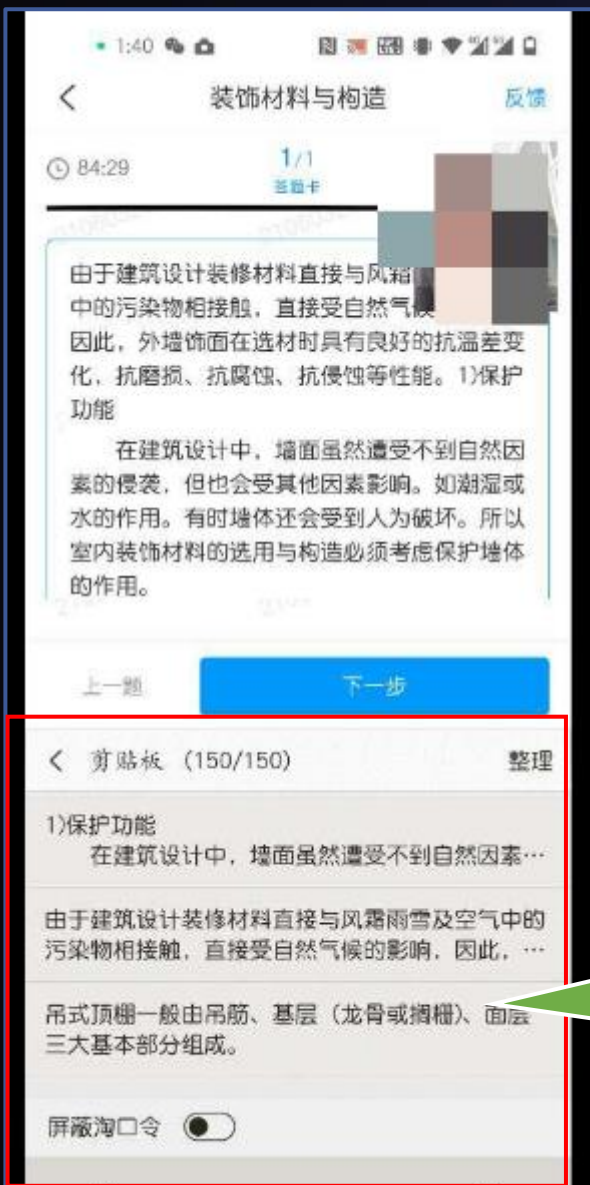 1:40
装饰材料与构造
反馈
84:29
1/1
答题卡
由于建筑设计装修材料直接与风霜
中的污染物相接触，直接受自然气候
因此，外墙饰面在选材时具有良好的抗温差变
化，抗磨损、抗腐蚀、抗侵蚀等性能。1)保护
功能
在建筑设计中，墙面虽然遭受不到自然因
素的侵袭，但也会受其他因素影响。如潮湿或
水的作用。有时墙体还会受到人为破坏。所以
室内装饰材料的选用与构造必须考虑保护墙体
的作用。
上一题
下一步
剪贴板 (150/150)
整理
1)保护功能
在建筑设计中，墙面虽然遭受不到自然因素…
由于建筑设计装修材料直接与风霜雨雪及空气中的
污染物相接触，直接受自然气候的影响，因此，…
吊式顶棚一般由吊筋、基层（龙骨或搁栅）、面层
三大基本部分组成。
屏蔽淘口令